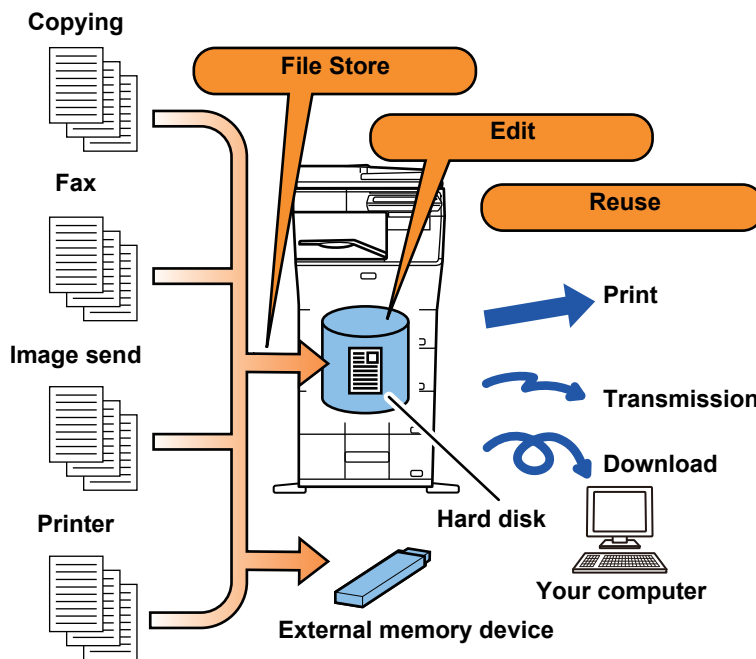 Copying
File Store
Edit
Fax
Reuse
Print
Image send
Transmission
Download
Printer
Hard disk
Your computer
External memory device